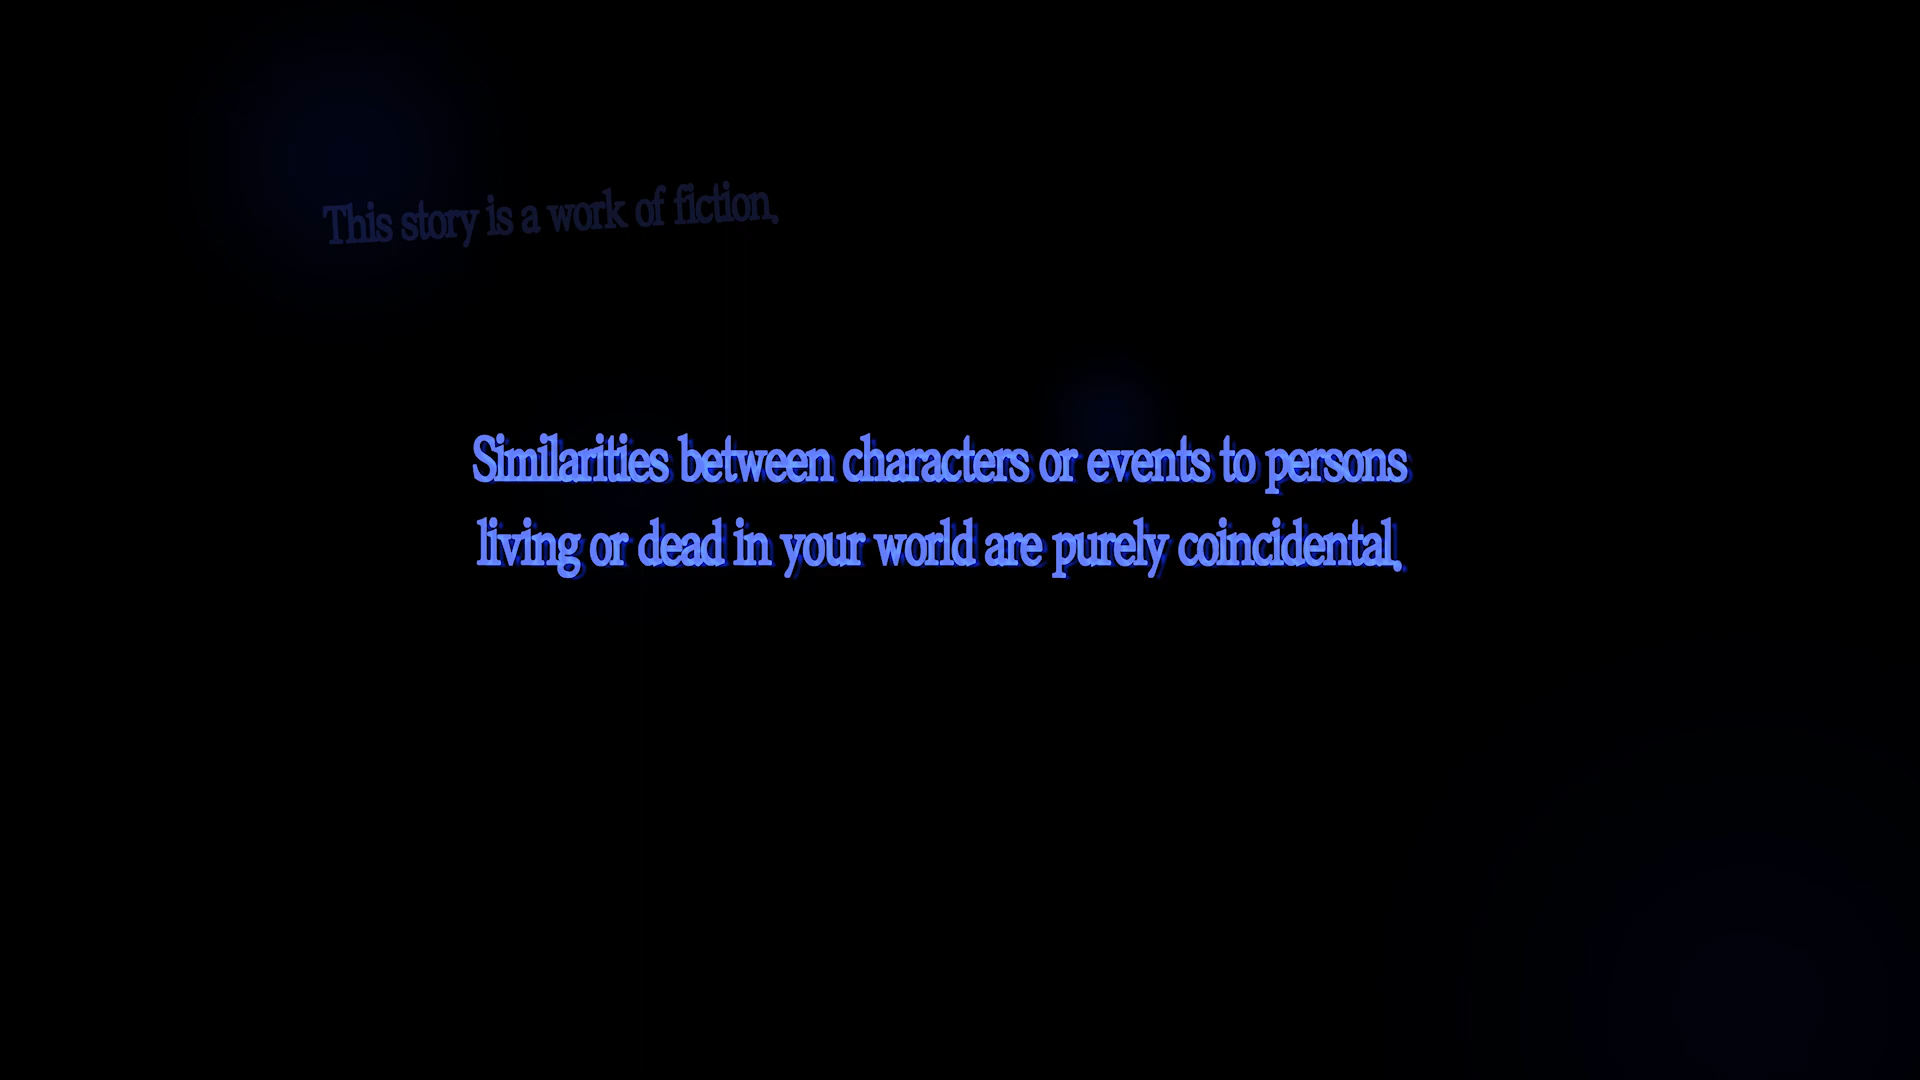 This story is a work of fiction.
Similarities between characters or events to persons
living or dead in your world are purely coincidental.